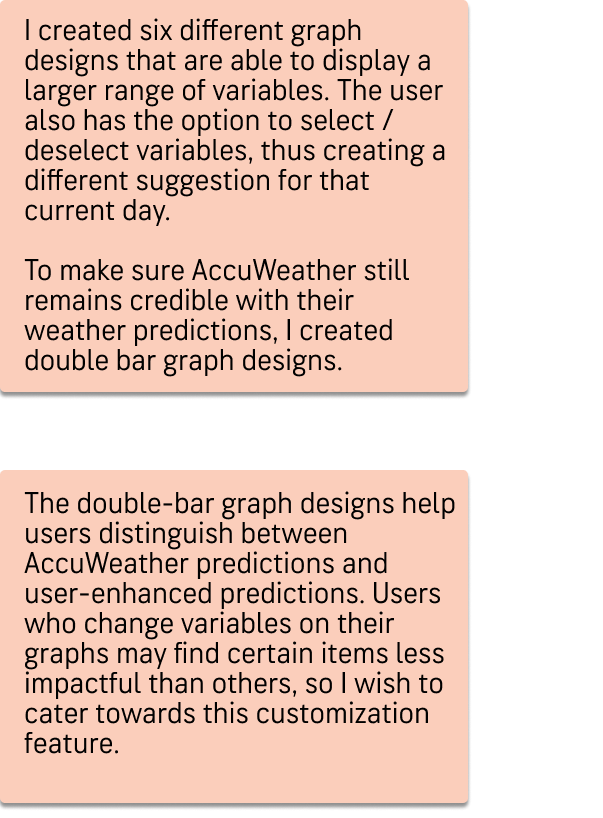 I created six different graph
designs that are able to display a
larger range of variables. The user
also has the option to select /
deselect variables, thus creating a
different suggestion for that
current day.
To make sure AccuWeather still
remains credible with their
weather predictions, I created
double bar graph designs.
The double-bar graph designs help
users distinguish between
AccuWeather predictions and
user-enhanced predictions. Users
who change variables on their
graphs may find certain items less
impactful than others, so I wish to
cater towards this customization
feature.